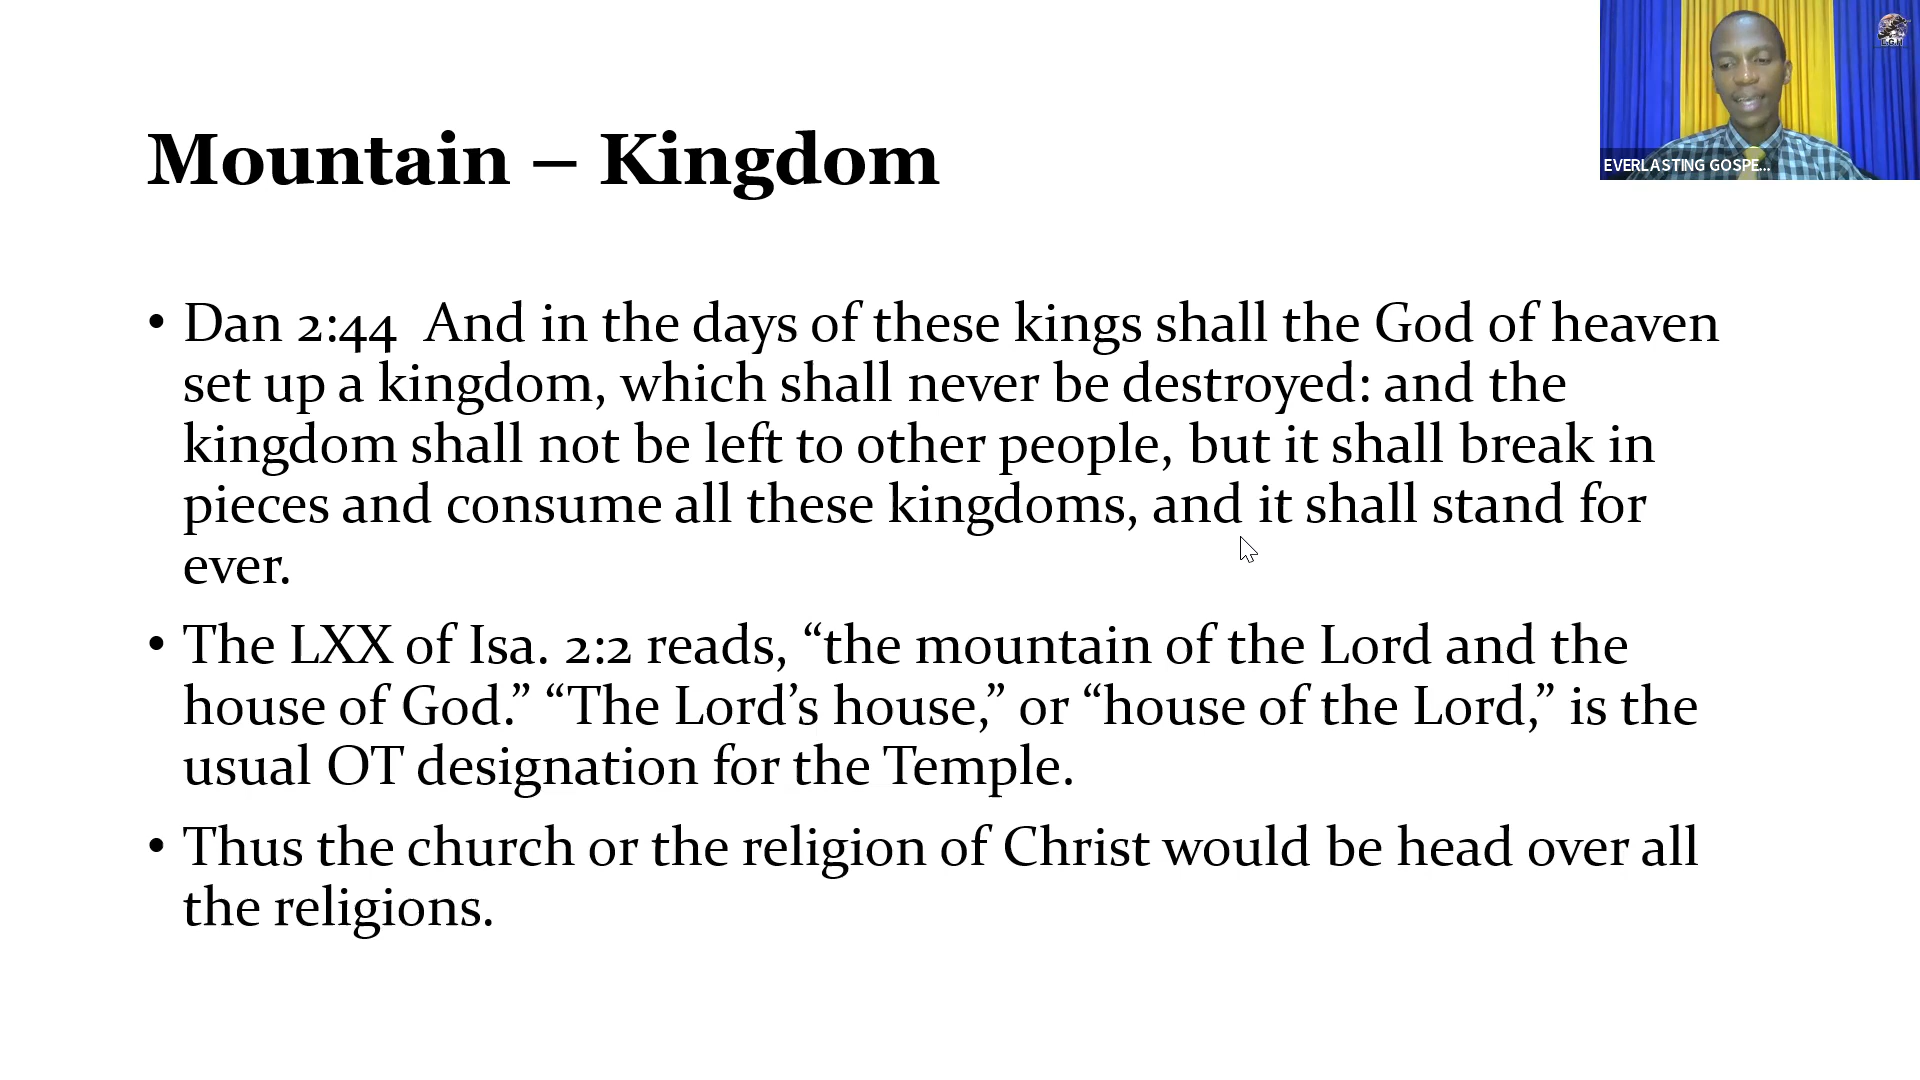 Mountain – Kingdom
EVERLASTING GOSPE...
• Dan 2:44  And in the days of these kings shall the God of heaven
set up a kingdom, which shall never be destroyed: and the
kingdom shall not be left to other people, but it shall break in
pieces and consume all these kingdoms, and it shall stand for
ever.
• The LXX of Isa. 2:2 reads, “the mountain of the Lord and the
house of God.” “The Lord’s house,” or “house of the Lord,” is the
usual OT designation for the Temple.
• Thus the church or the religion of Christ would be head over all
the religions.